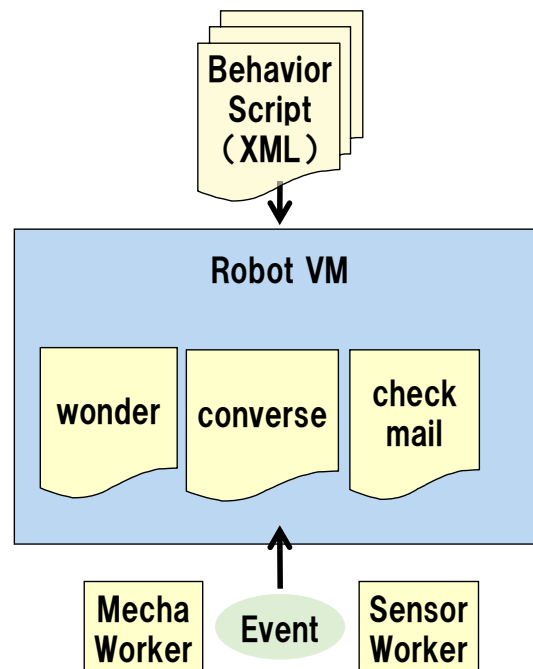 Behavior
Script
（XML）
Robot VM
wonder
converse
check
mail
Mecha
Worker
Event
Sensor
Worker